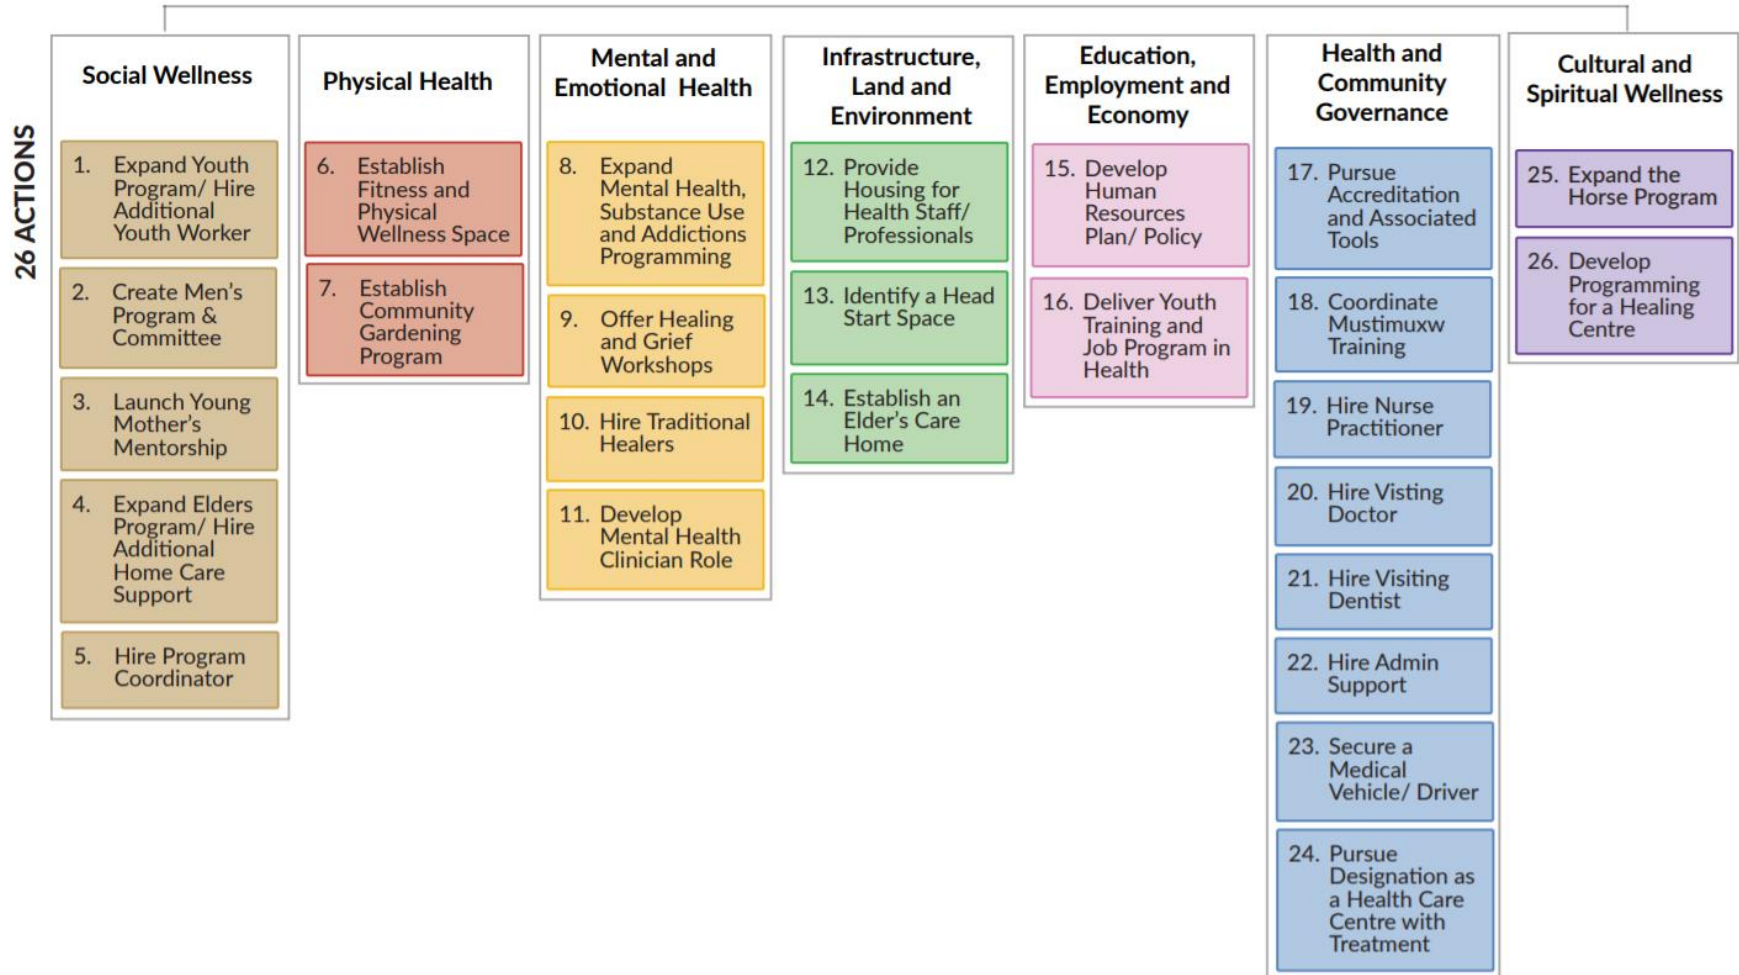 26 ACTIONS
Social Wellness
1. Expand Youth
Program/ Hire
Additional
Youth Worker
2. Create Men's
Program &
Committee
3. Launch Young
Mother's
Mentorship
4. Expand Elders
Program/ Hire
Additional
Home Care
Support
5. Hire Program
Coordinator
Physical Health
6. Establish
Fitness and
Physical
Wellness Space
7. Establish
Community
Gardening
Program
Mental and
Emotional Health
8. Expand
Mental Health,
Substance Use
and Addictions
Programming
9. Offer Healing
and Grief
Workshops
10. Hire Traditional
Healers
11. Develop
Mental Health
Clinician Role
Infrastructure,
Land and
Environment
12. Provide
Housing for
Health Staff/
Professionals
13. Identify a Head
Start Space
14. Establish an
Elder's Care
Home
Education,
Employment and
Economy
15. Develop
Human
Resources
Plan/ Policy
16. Deliver Youth
Training and
Job Program in
Health
Health and
Community
Governance
17. Pursue
Accreditation
and Associated
Tools
18. Coordinate
Mustimuxw
Training
19. Hire Nurse
Practitioner
20. Hire Visting
Doctor
21. Hire Visiting
Dentist
22. Hire Admin
Support
23. Secure a
Medical
Vehicle/ Driver
24. Pursue
Designation as
a Health Care
Centre with
Treatment
Cultural and
Spiritual Wellness
25. Expand the
Horse Program
26. Develop
Programming
for a Healing
Centre